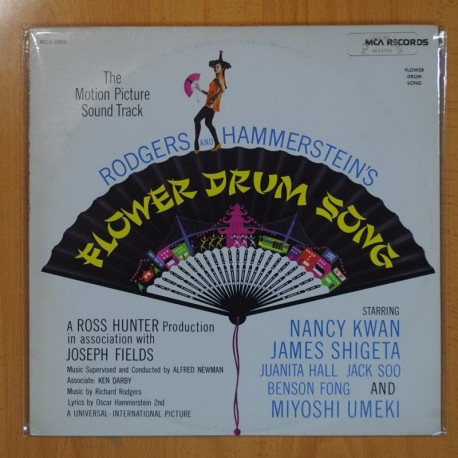 MCA RECORDS
FLOWER
DRUM
SONG
The
Motion Picture
Sound Track
RODGERS AND HAMMERSTEIN'S
FLOWER DRUM SONG
A ROSS HUNTER Production
in association with
JOSEPH FIELDS
Music Supervised and Conducted by ALFRED NEWMAN
Associate: KEN DARBY
Music by Richard Rodgers
Lyrics by Oscar Hammerstein 2nd
A UNIVERSAL-INTERNATIONAL PICTURE
STARRING
NANCY KWAN
JAMES SHIGETA
JUANITA HALL JACK SOO
BENSON FONG AND
MIYOSHI UMEKI